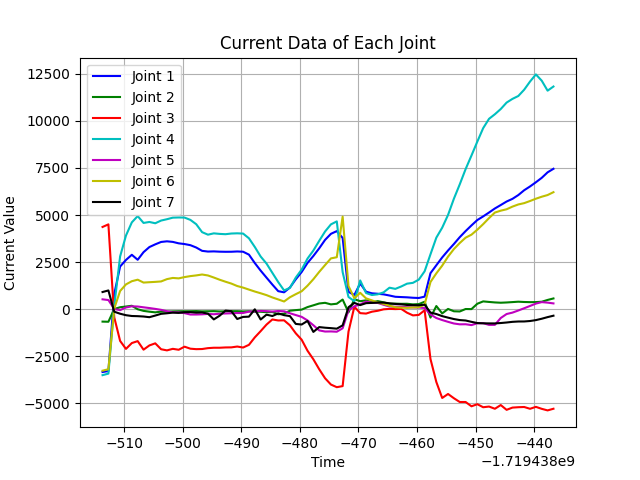 Current Data of Each Joint
Current Value
12500
10000
7500
5000
2500
0
−2500
−5000
Joint 1
Joint 2
Joint 3
Joint 4
Joint 5
Joint 6
Joint 7
−510 −500 −490 −480 −470 −460 −450 −440
Time
−1.719438e9